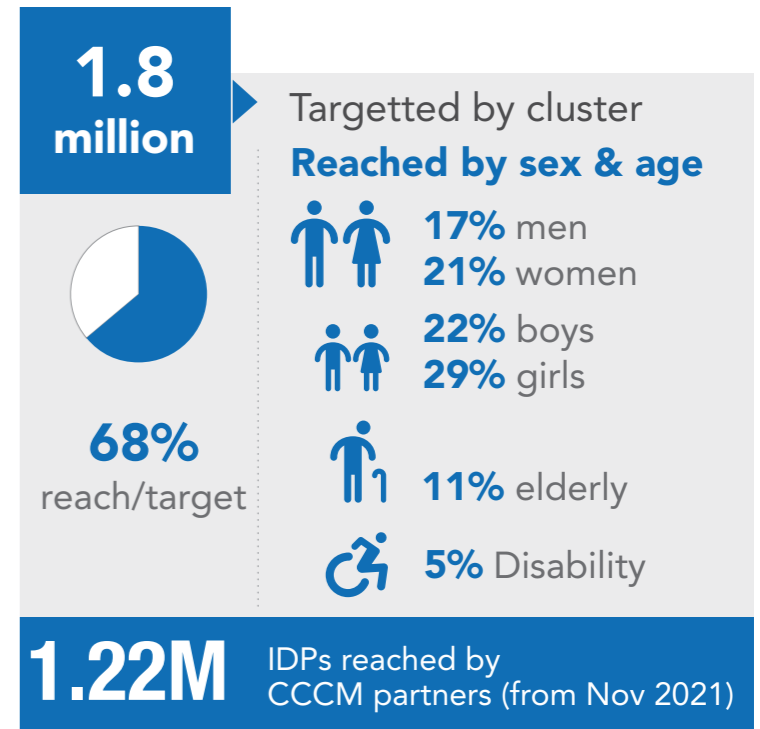 1.8
million
Targetted by cluster
Reached by sex & age
17% men
21% women
22% boys
29% girls
11% elderly
5% Disability
68%
reach/target
1.22M
IDPs reached by
CCCM partners (from Nov 2021)